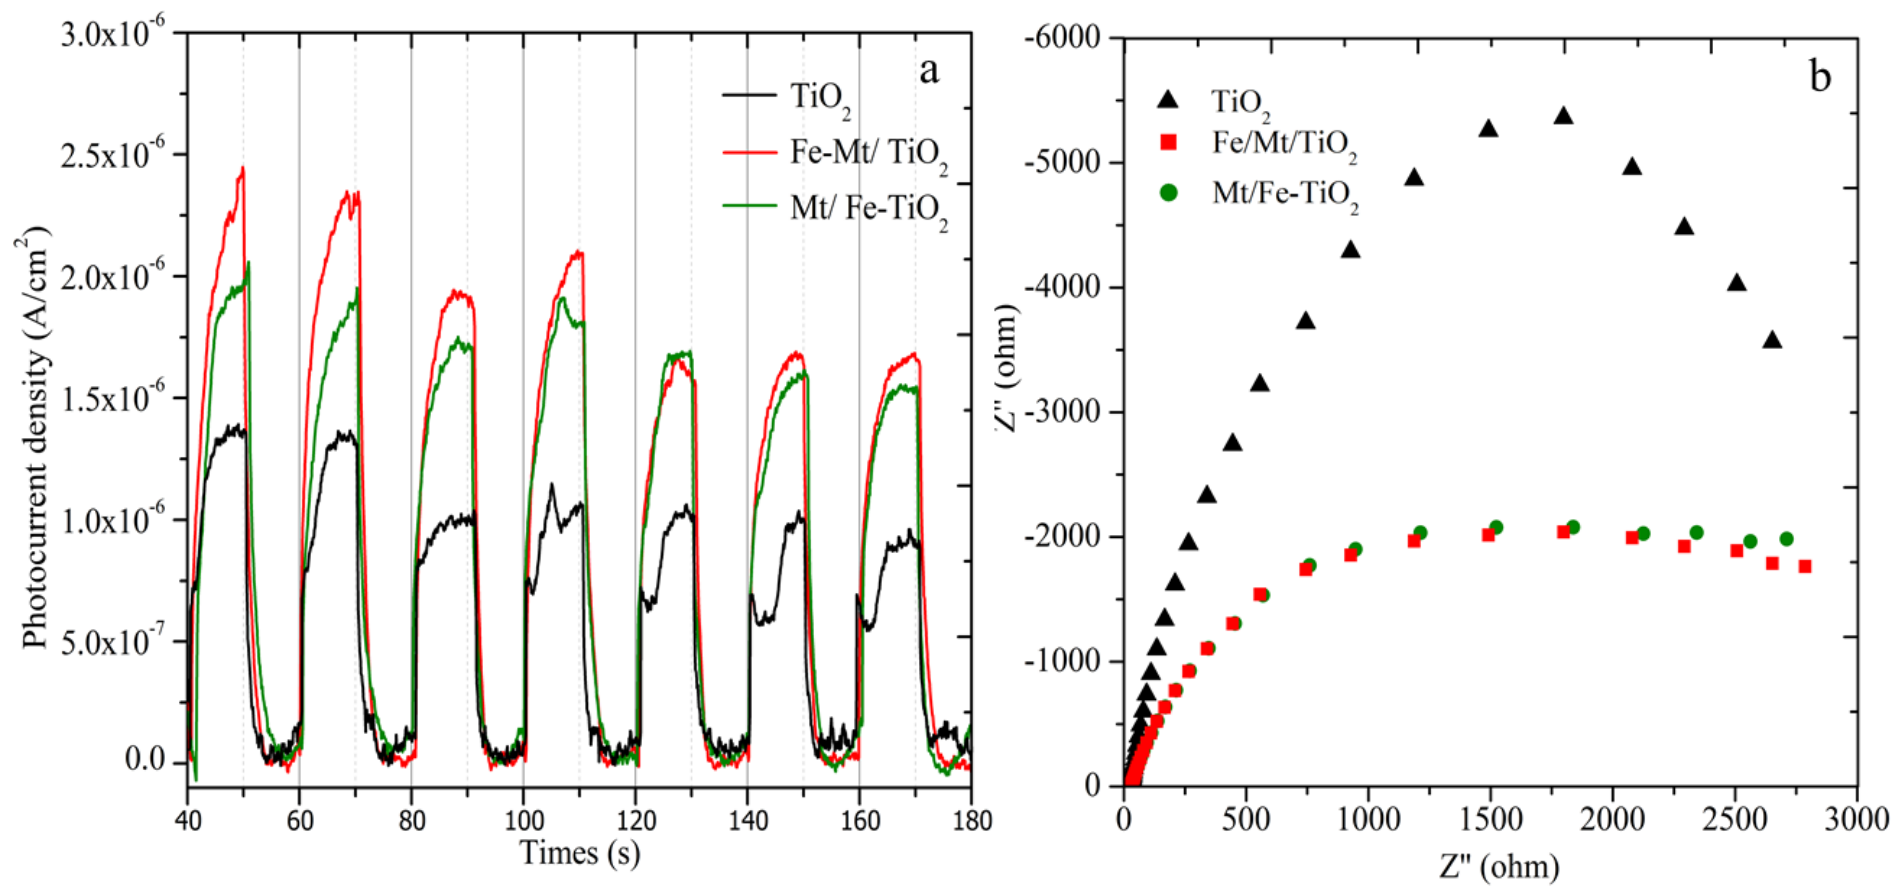 a
Photocurrent density (A/cm²)
3.0x10⁻⁶
2.5x10⁻⁶
2.0x10⁻⁶
1.5x10⁻⁶
1.0x10⁻⁶
5.0x10⁻⁷
0.0
TiO₂
Fe-Mt/ TiO₂
Mt/ Fe-TiO₂
40 60 80 100 120 140 160 180
Times (s)
b
Z" (ohm)
-6000
-5000
-4000
-3000
-2000
-1000
0
TiO₂
Fe/Mt/TiO₂
Mt/Fe-TiO₂
0 500 1000 1500 2000 2500 3000
Z" (ohm)